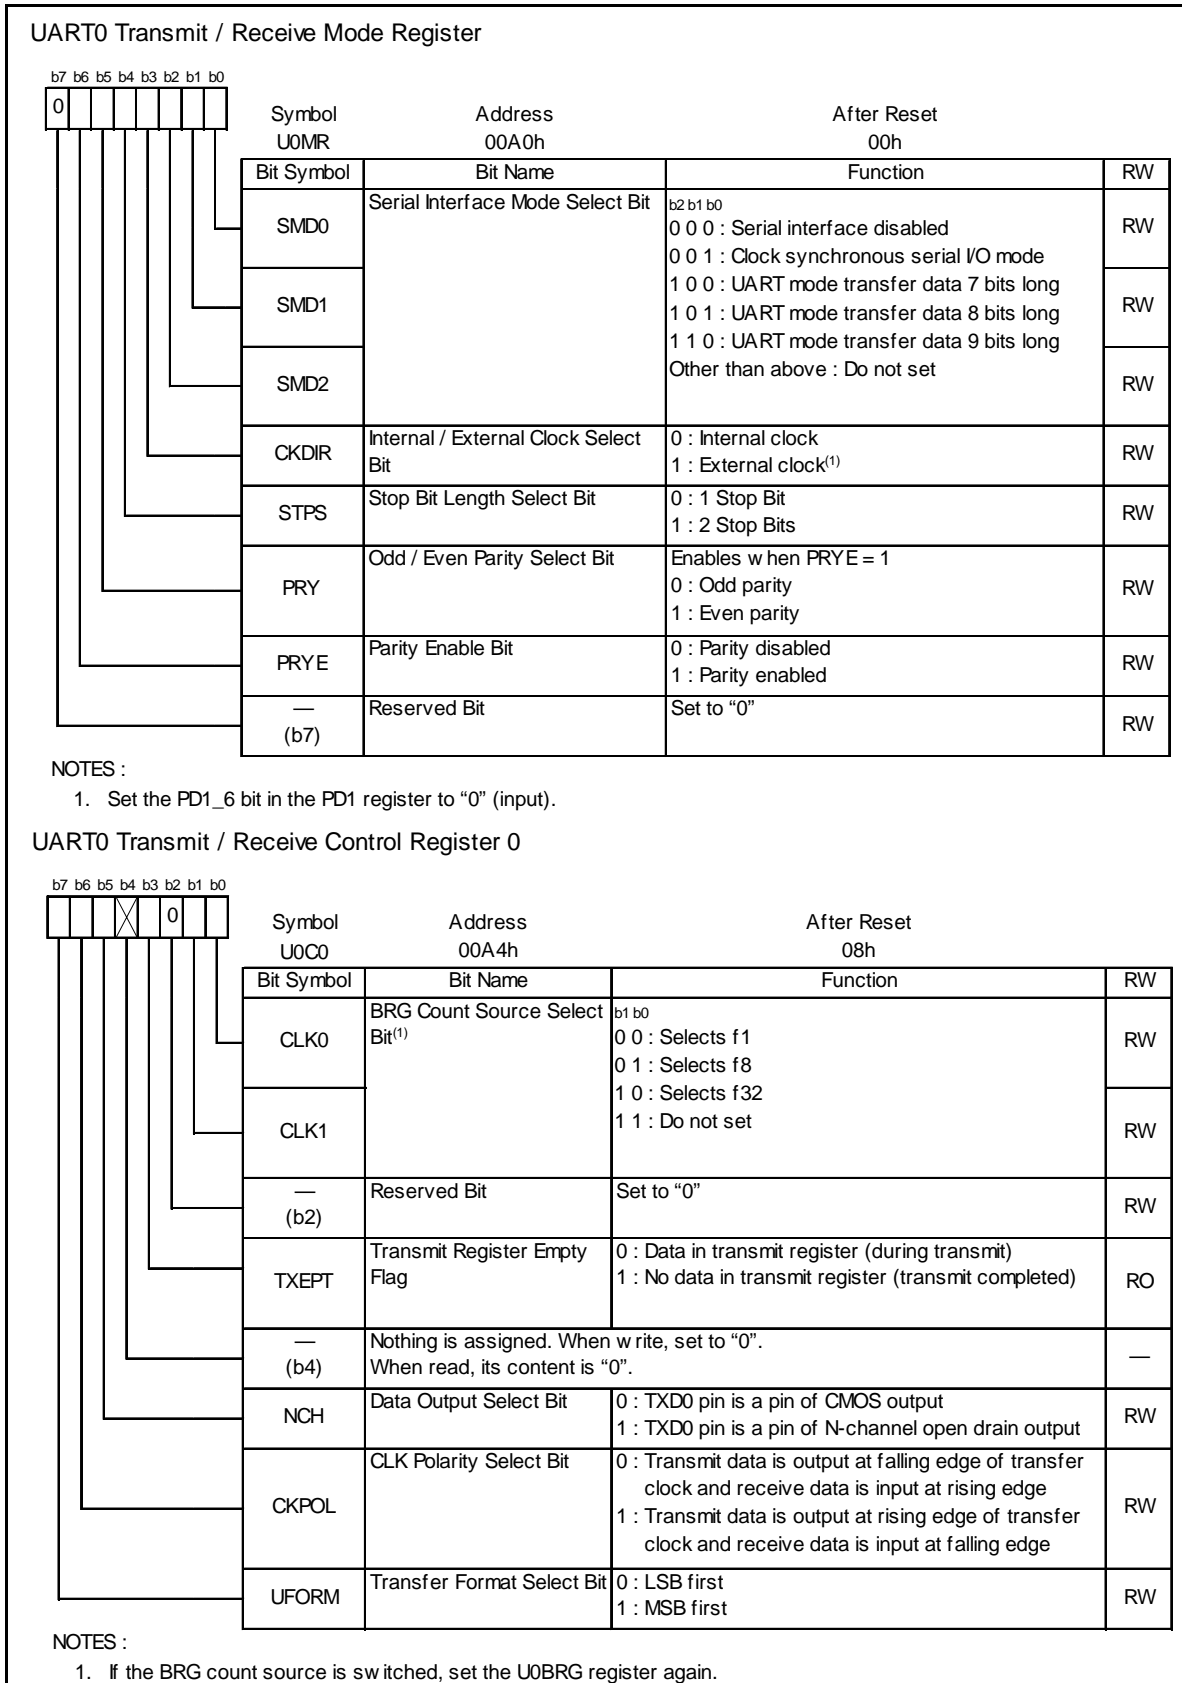 UART0 Transmit / Receive Mode Register
b7 b6 b5 b4 b3 b2 b1 b0
0
Symbol Address After Reset
U0MR 00A0h 00h
Bit Symbol Bit Name Function RW
SMD0 Serial Interface Mode Select Bit b2 b1 b0
0 0 0 : Serial interface disabled
0 0 1 : Clock synchronous serial I/O mode
1 0 0 : UART mode transfer data 7 bits long
1 0 1 : UART mode transfer data 8 bits long
1 1 0 : UART mode transfer data 9 bits long
Other than above : Do not set
RW
SMD1 RW
SMD2 RW
CKDIR Internal / External Clock Select Bit
0 : Internal clock
1 : External clock(1)
RW
STPS Stop Bit Length Select Bit
0 : 1 Stop Bit
1 : 2 Stop Bits
RW
PRY Odd / Even Parity Select Bit
Enables when PRYE = 1
0 : Odd parity
1 : Even parity
RW
PRYE Parity Enable Bit
0 : Parity disabled
1 : Parity enabled
RW
—
(b7)
Reserved Bit Set to “0” RW
NOTES :
1. Set the PD1_6 bit in the PD1 register to “0” (input).
UART0 Transmit / Receive Control Register 0
b7 b6 b5 b4 b3 b2 b1 b0
0
Symbol Address After Reset
U0C0 00A4h 08h
Bit Symbol Bit Name Function RW
CLK0 BRG Count Source Select Bit(1)
b1 b0
0 0 : Selects f1
0 1 : Selects f8
1 0 : Selects f32
1 1 : Do not set
RW
CLK1 RW
—
(b2)
Reserved Bit Set to “0” RW
TXEPT Transmit Register Empty Flag
0 : Data in transmit register (during transmit)
1 : No data in transmit register (transmit completed)
RO
—
(b4)
Nothing is assigned. When write, set to “0”.
When read, its content is “0”.
—
NCH Data Output Select Bit
0 : TXD0 pin is a pin of CMOS output
1 : TXD0 pin is a pin of N-channel open drain output
RW
CKPOL CLK Polarity Select Bit
0 : Transmit data is output at falling edge of transfer
clock and receive data is input at rising edge
1 : Transmit data is output at rising edge of transfer
clock and receive data is input at falling edge
RW
UFORM Transfer Format Select Bit
0 : LSB first
1 : MSB first
RW
NOTES :
1. If the BRG count source is switched, set the U0BRG register again.